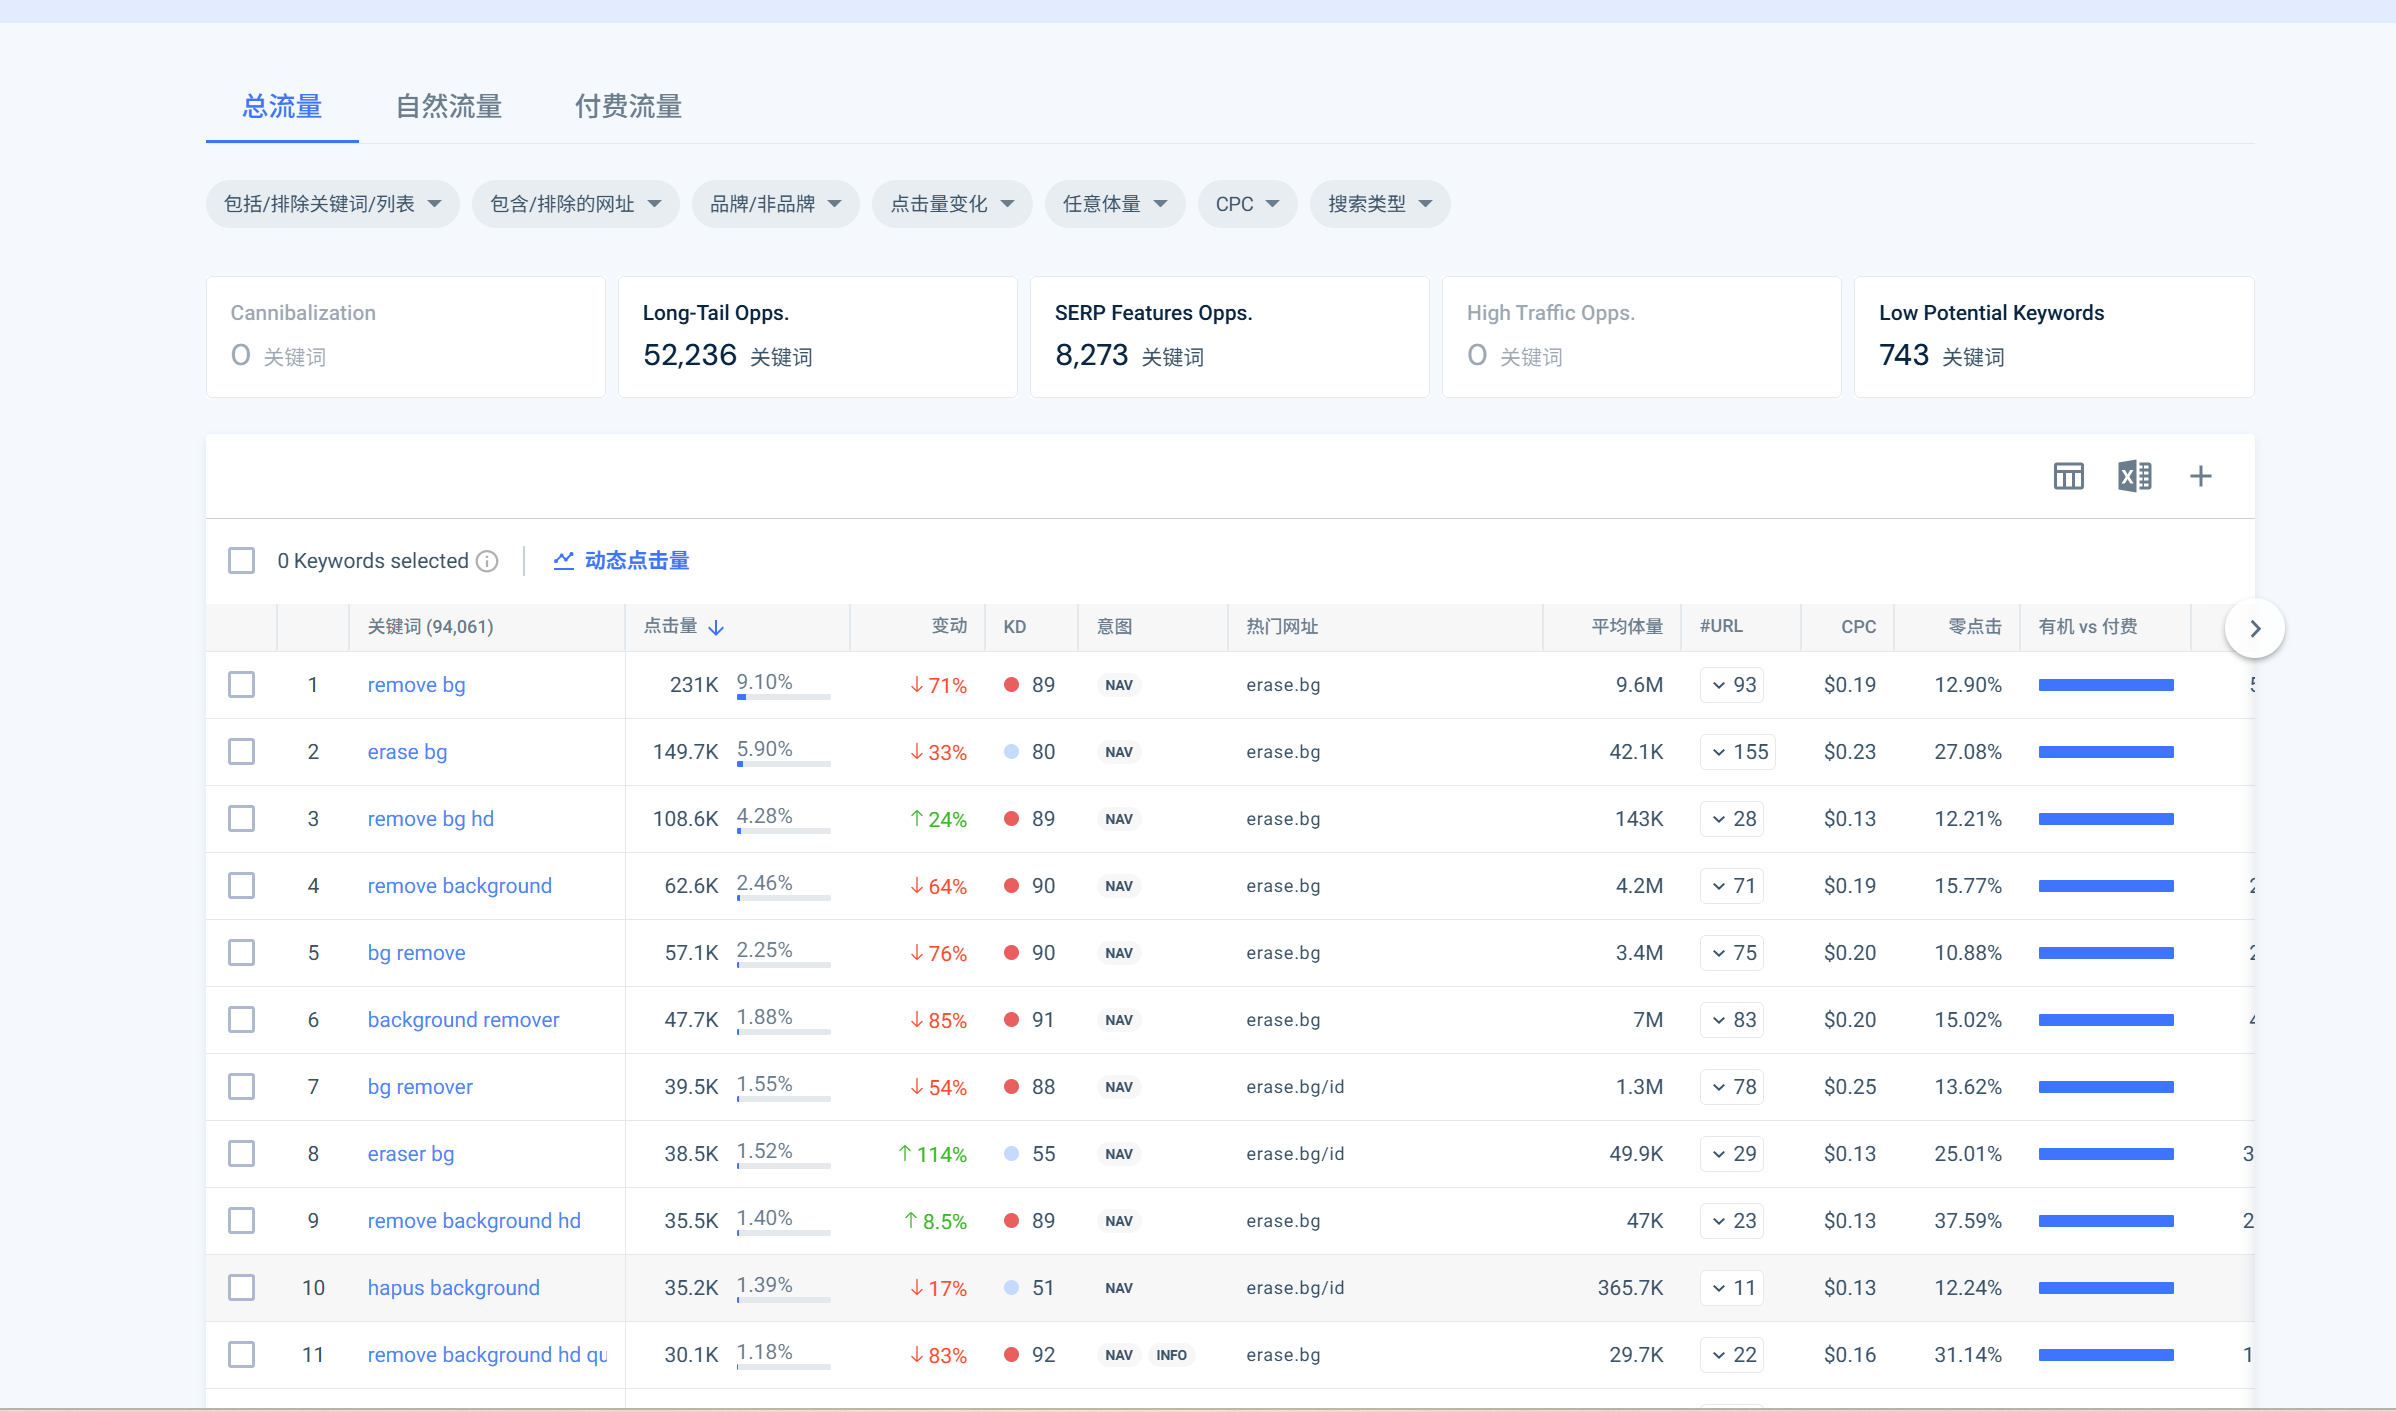 总流量 自然流量 付费流量
包括/排除关键词/列表 包含/排除的网址 品牌/非品牌 点击量变化 任意体量 CPC 搜索类型
Cannibalization Long-Tail Opps. SERP Features Opps. High Traffic Opps. Low Potential Keywords
0 关键词 52,236 关键词 8,273 关键词 0 关键词 743 关键词
0 Keywords selected 动态点击量
关键词 (94,061) 点击量 变动 KD 意图 热门网址 平均体量 #URL CPC 零点击 有机 vs 付费
1 remove bg 231K 9.10% 71% 89 NAV erase.bg 9.6M 93 $0.19 12.90%
2 erase bg 149.7K 5.90% 33% 80 NAV erase.bg 42.1K 155 $0.23 27.08%
3 remove bg hd 108.6K 4.28% 24% 89 NAV erase.bg 143K 28 $0.13 12.21%
4 remove background 62.6K 2.46% 64% 90 NAV erase.bg 4.2M 71 $0.19 15.77%
5 bg remove 57.1K 2.25% 76% 90 NAV erase.bg 3.4M 75 $0.20 10.88%
6 background remover 47.7K 1.88% 85% 91 NAV erase.bg 7M 83 $0.20 15.02%
7 bg remover 39.5K 1.55% 54% 88 NAV erase.bg/id 1.3M 78 $0.25 13.62%
8 eraser bg 38.5K 1.52% 114% 55 NAV erase.bg/id 49.9K 29 $0.13 25.01% 3
9 remove background hd 35.5K 1.40% 8.5% 89 NAV erase.bg 47K 23 $0.13 37.59% 2
10 hapus background 35.2K 1.39% 17% 51 NAV erase.bg/id 365.7K 11 $0.13 12.24%
11 remove background hd qu 30.1K 1.18% 83% 92 NAV INFO erase.bg 29.7K 22 $0.16 31.14% 1